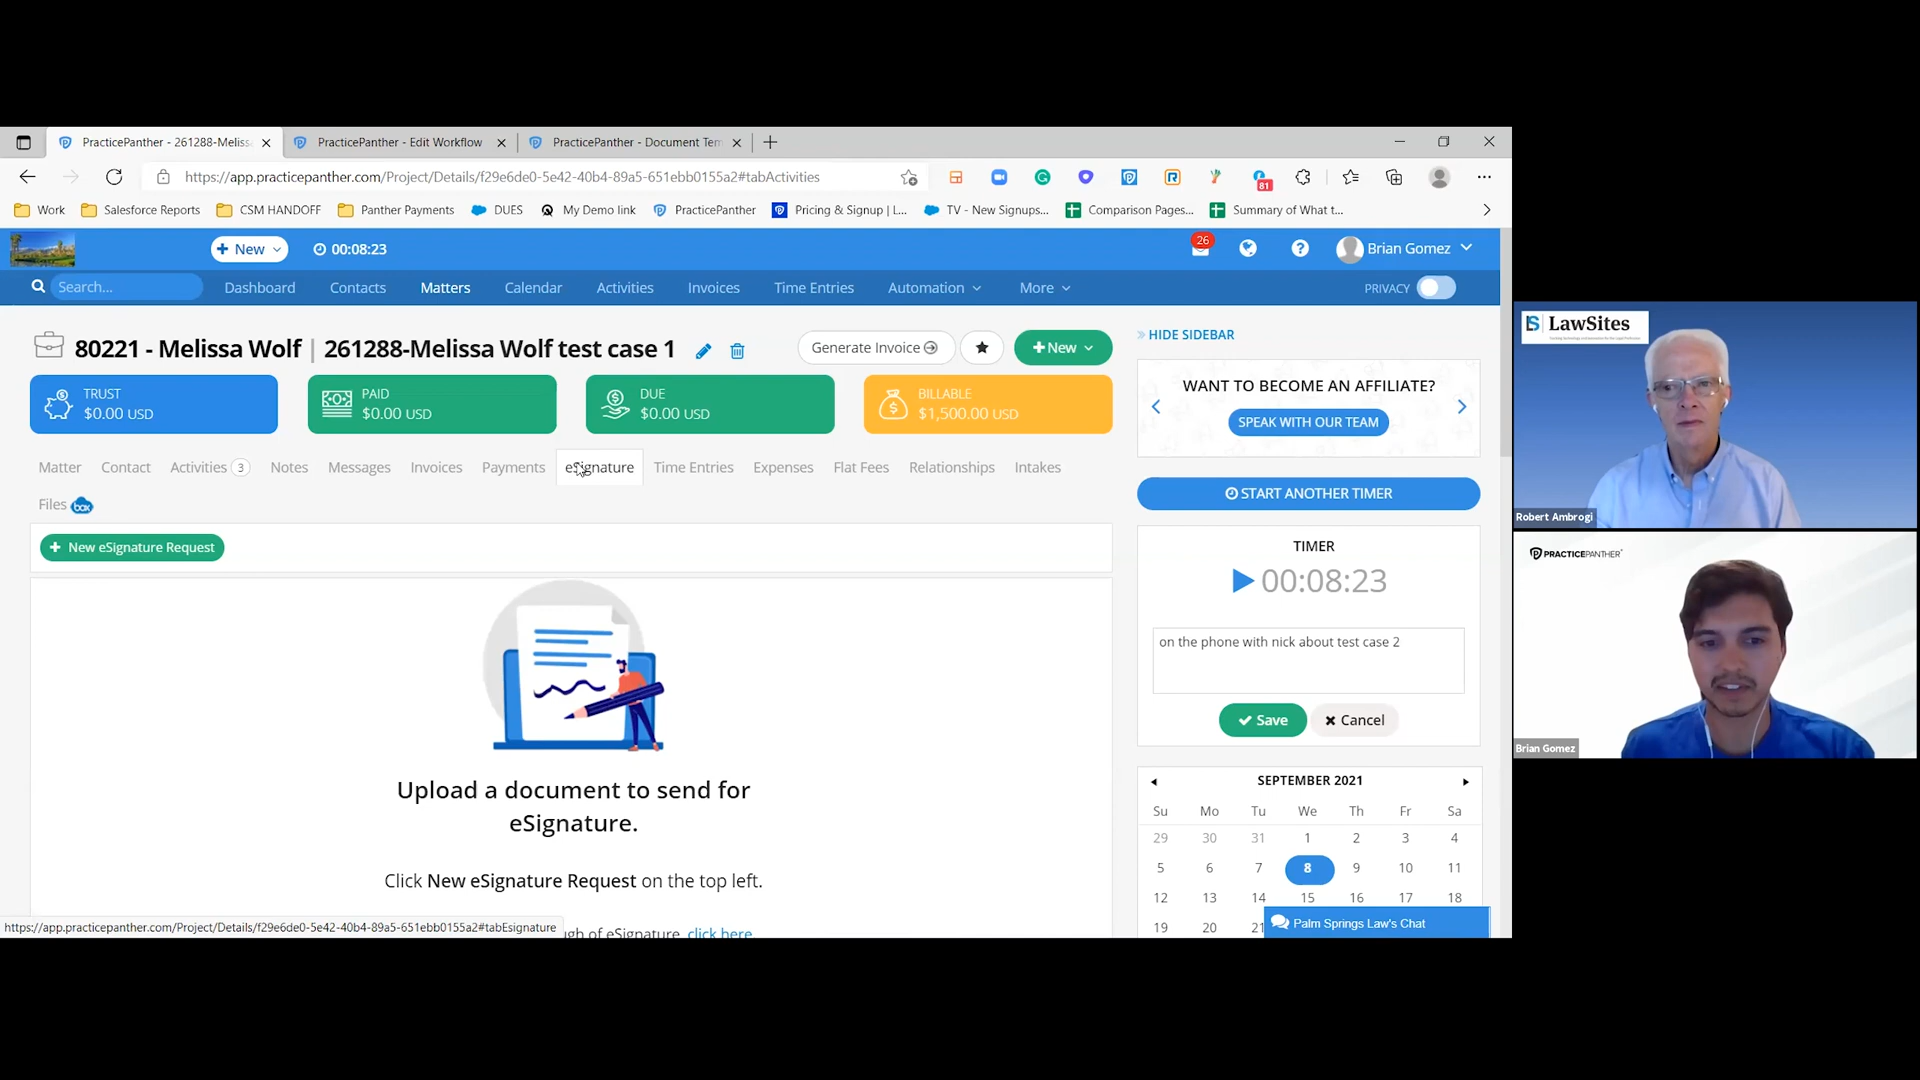 PracticePanther - 261288-Melissa
PracticePanther - Edit Workflow
PracticePanther - Document Tem
https://app.practicepanther.com/Project/Details/f29e6de0-5e42-40b4-89a5-651ebb0155a2#tabActivities
81
Work
Salesforce Reports
CSM HANDOFF
Panther Payments
DUES
My Demo link
PracticePanther
Pricing & Signup | L...
TV - New Signups...
Comparison Pages...
Summary of What t...
+ New
00:08:23
26
Brian Gomez
Search...
Dashboard
Contacts
Matters
Calendar
Activities
Invoices
Time Entries
Automation
More
PRIVACY
80221 - Melissa Wolf | 261288-Melissa Wolf test case 1
Generate Invoice
+ New
TRUST
$0.00 USD
PAID
$0.00 USD
DUE
$0.00 USD
BILLABLE
$1,500.00 USD
Matter
Contact
Activities 3
Notes
Messages
Invoices
Payments
eSignature
Time Entries
Expenses
Flat Fees
Relationships
Intakes
Files box
+ New eSignature Request
Upload a document to send for
eSignature.
Click New eSignature Request on the top left.
gh of eSignature, click here.
https://app.practicepanther.com/Project/Details/f29e6de0-5e42-40b4-89a5-651ebb0155a2#tabEsignature
HIDE SIDEBAR
WANT TO BECOME AN AFFILIATE?
SPEAK WITH OUR TEAM
START ANOTHER TIMER
TIMER
00:08:23
on the phone with nick about test case 2
Save
Cancel
SEPTEMBER 2021
Su Mo Tu We Th Fr Sa
29 30 31 1 2 3 4
5 6 7 8 9 10 11
12 13 14 15 16 17 18
19 20 21
Palm Springs Law's Chat
LS LawSites
Robert Ambrogi
PRACTICEPANTHER
Brian Gomez